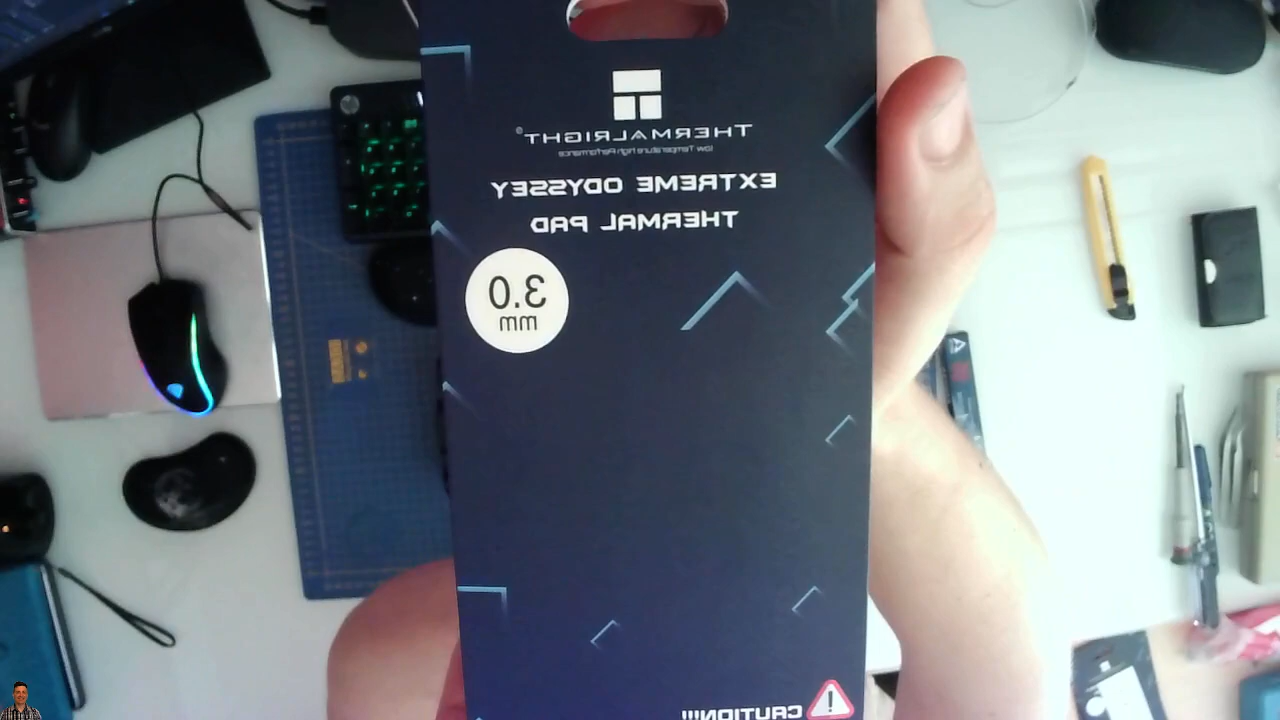 THERMALRIGHT®
low Temperature high Performance
EXTREME ODYSSEY
THERMAL PAD
3.0
mm
CAUTION!!!